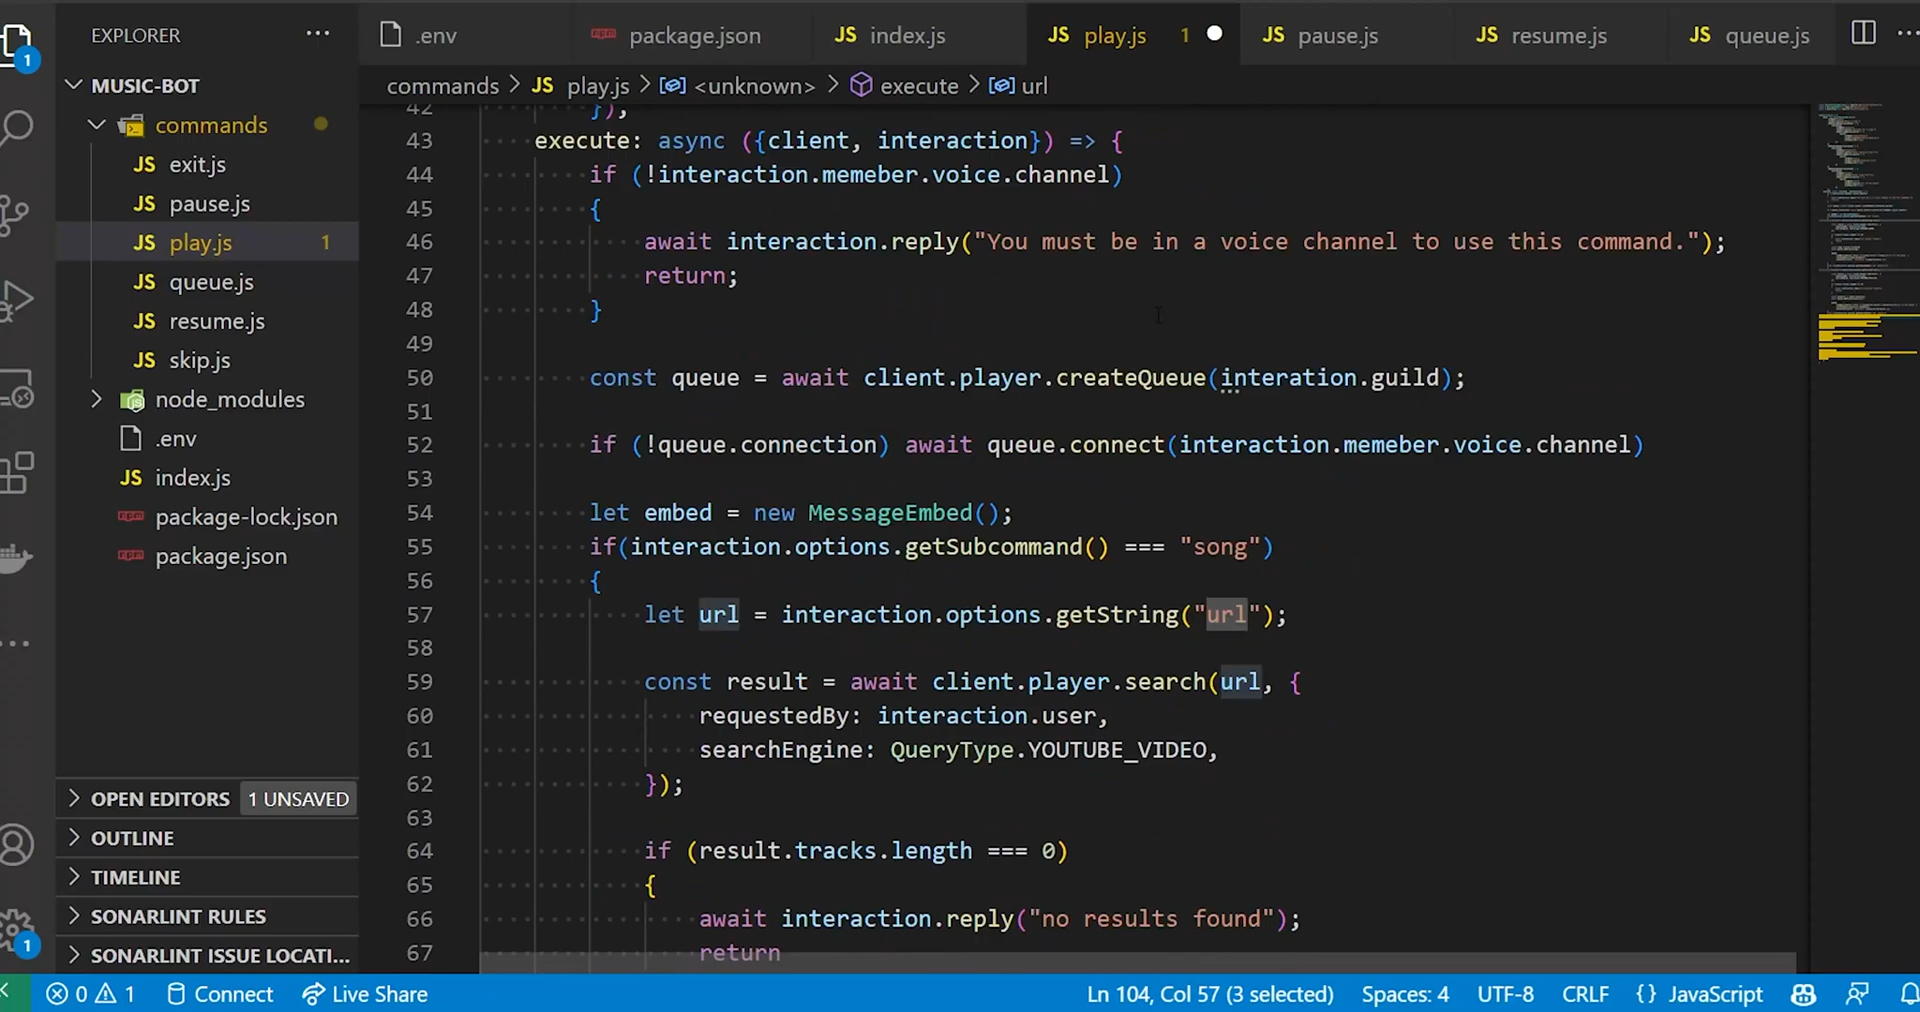 EXPLORER
.env
package.json
JS index.js
JS play.js 1
JS pause.js
JS resume.js
JS queue.js
1
MUSIC-BOT
commands > JS play.js > <unknown> > execute > url
commands
JS exit.js
JS pause.js
JS play.js 1
JS queue.js
JS resume.js
JS skip.js
node_modules
.env
JS index.js
package-lock.json
package.json
OPEN EDITORS 1 UNSAVED
OUTLINE
TIMELINE
SONARLINT RULES
SONARLINT ISSUE LOCATI...
1
42 });
43 execute: async ({client, interaction}) => {
44 if (!interaction.memeber.voice.channel)
45 {
46 await interaction.reply("You must be in a voice channel to use this command.");
47 return;
48 }
49
50 const queue = await client.player.createQueue(interation.guild);
51
52 if (!queue.connection) await queue.connect(interaction.memeber.voice.channel)
53
54 let embed = new MessageEmbed();
55 if(interaction.options.getSubcommand() === "song")
56 {
57 let url = interaction.options.getString("url");
58
59 const result = await client.player.search(url, {
60 requestedBy: interaction.user,
61 searchEngine: QueryType.YOUTUBE_VIDEO,
62 });
63
64 if (result.tracks.length === 0)
65 {
66 await interaction.reply("no results found");
67 return
0 1 Connect Live Share Ln 104, Col 57 (3 selected) Spaces: 4 UTF-8 CRLF {} JavaScript